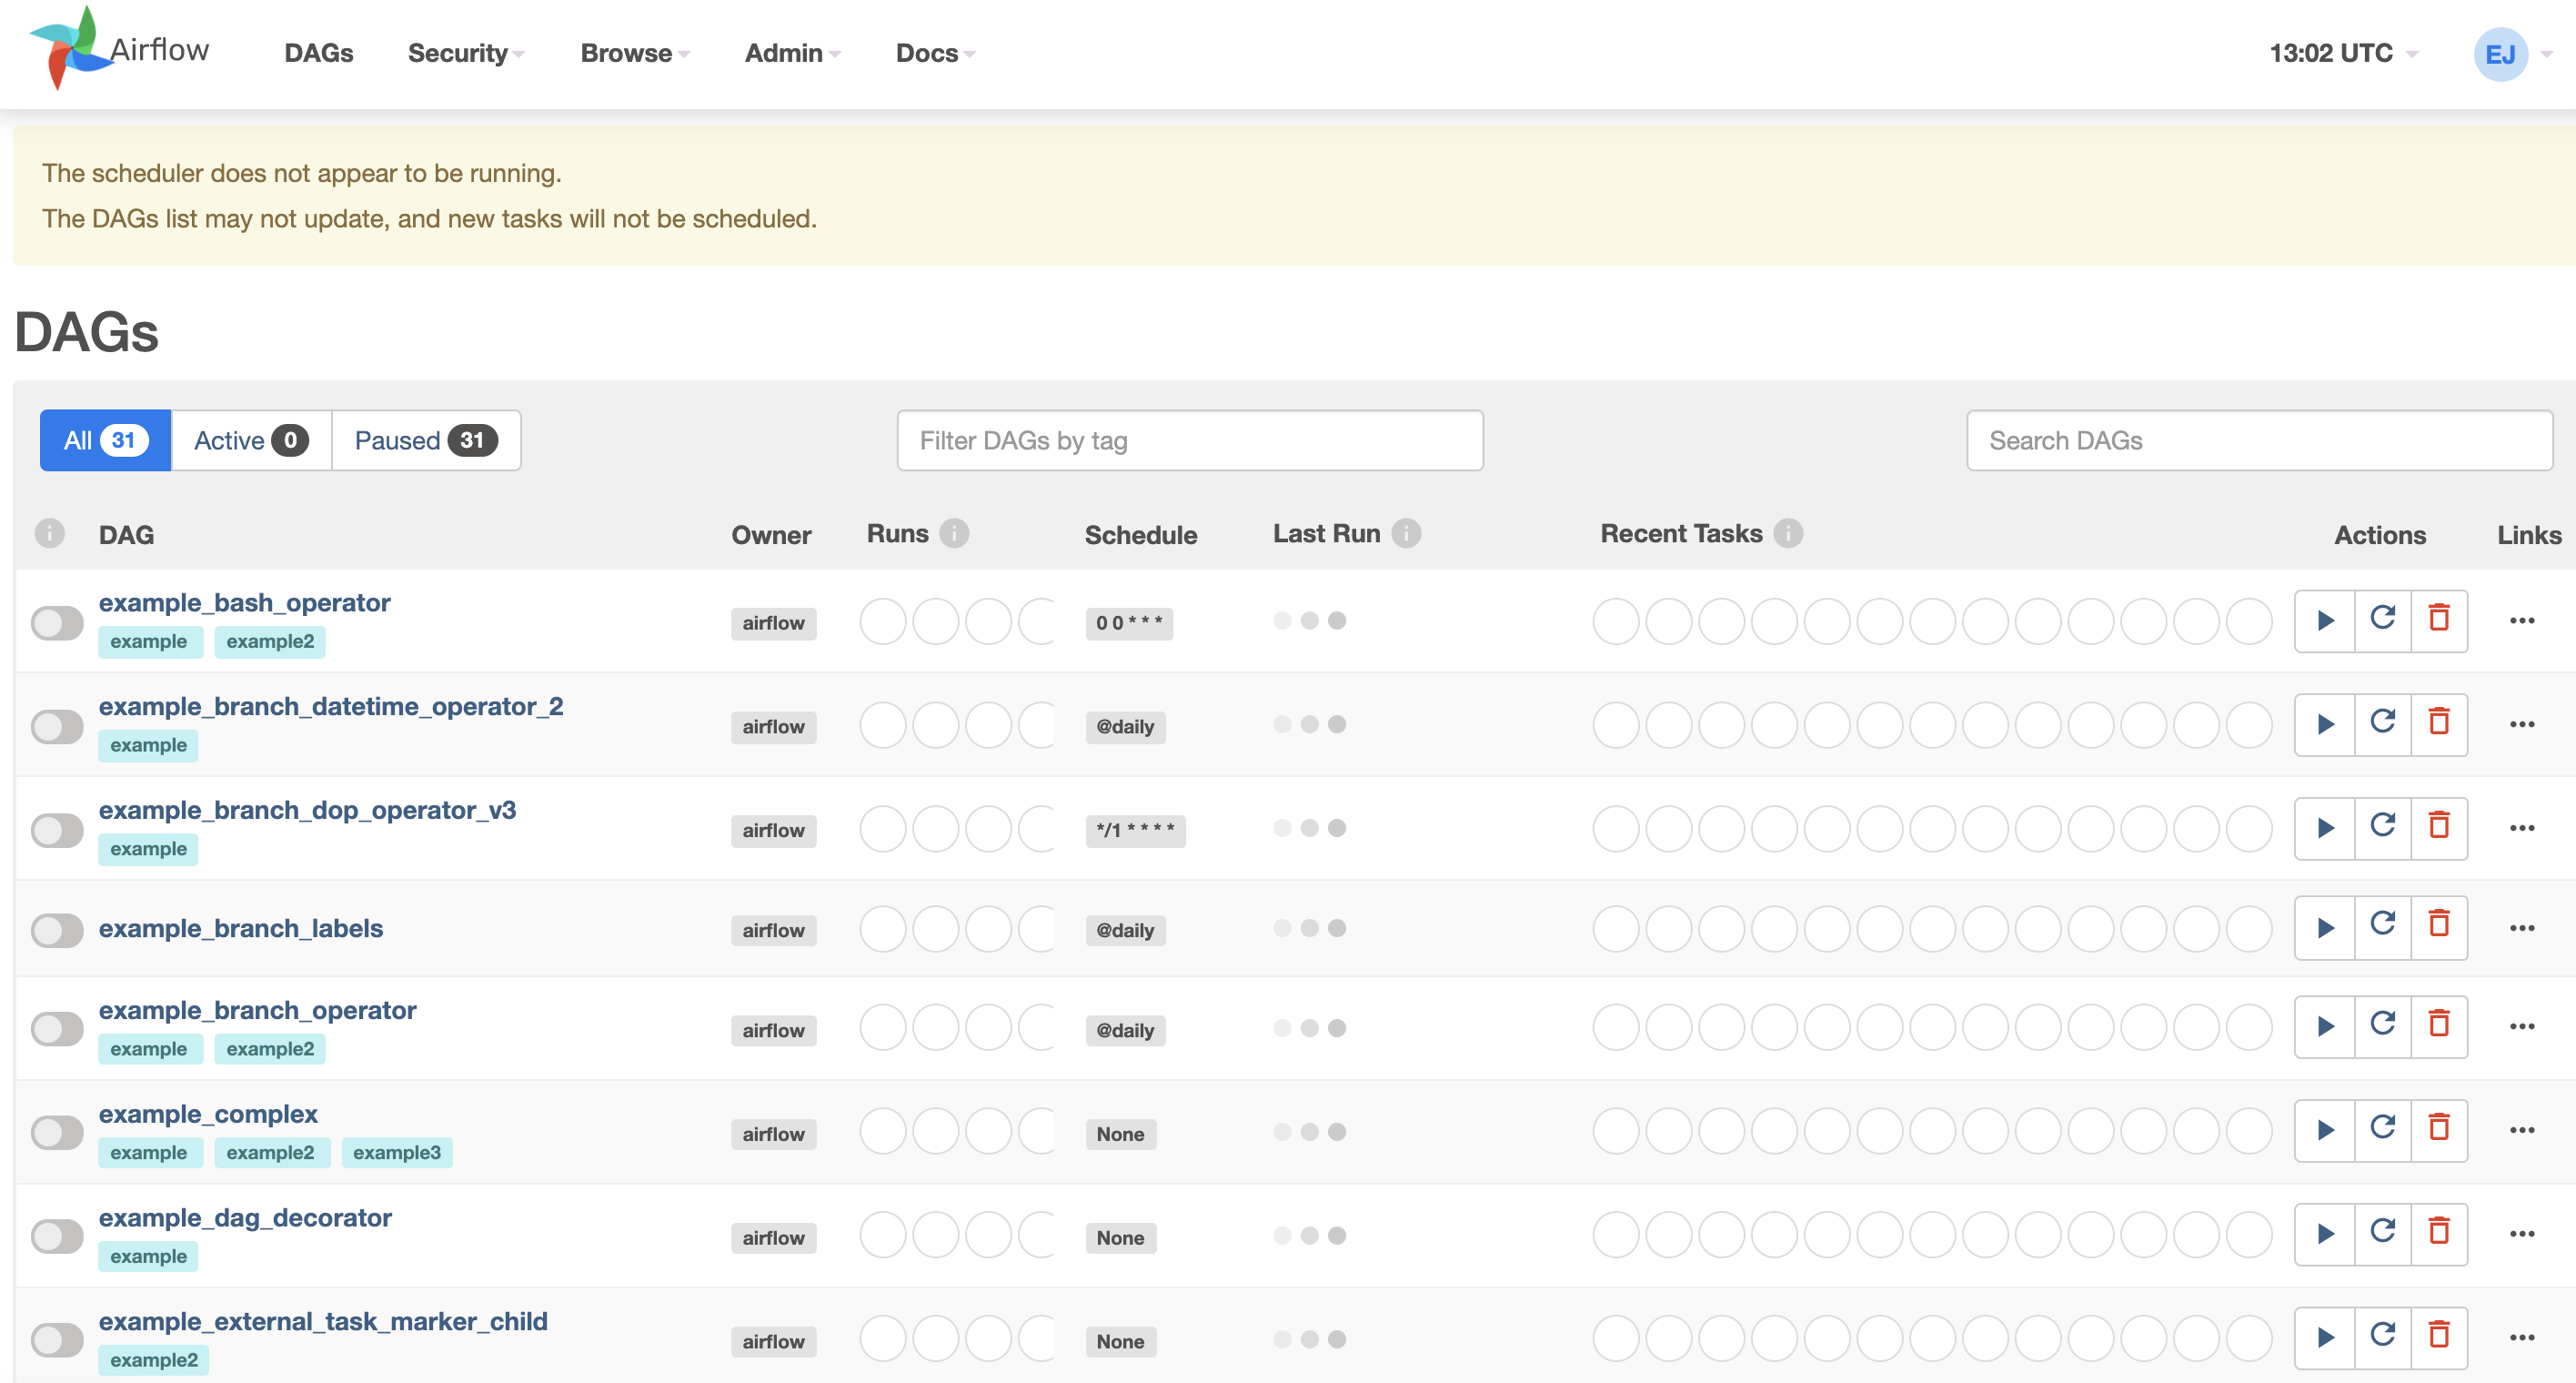 Airflow DAGs Security Browse Admin Docs 13:02 UTC EJ
The scheduler does not appear to be running.
The DAGs list may not update, and new tasks will not be scheduled.
DAGs
All 31 Active 0 Paused 31 Filter DAGs by tag Search DAGs
i DAG Owner Runs i Schedule Last Run i Recent Tasks i Actions Links
example_bash_operator
airflow 0 0 * * *
example example2
example_branch_datetime_operator_2
airflow @daily
example
example_branch_dop_operator_v3
airflow */1 * * * *
example
example_branch_labels airflow @daily
example_branch_operator
airflow @daily
example example2
example_complex
airflow None
example example2 example3
example_dag_decorator
airflow None
example
example_external_task_marker_child
airflow None
example2